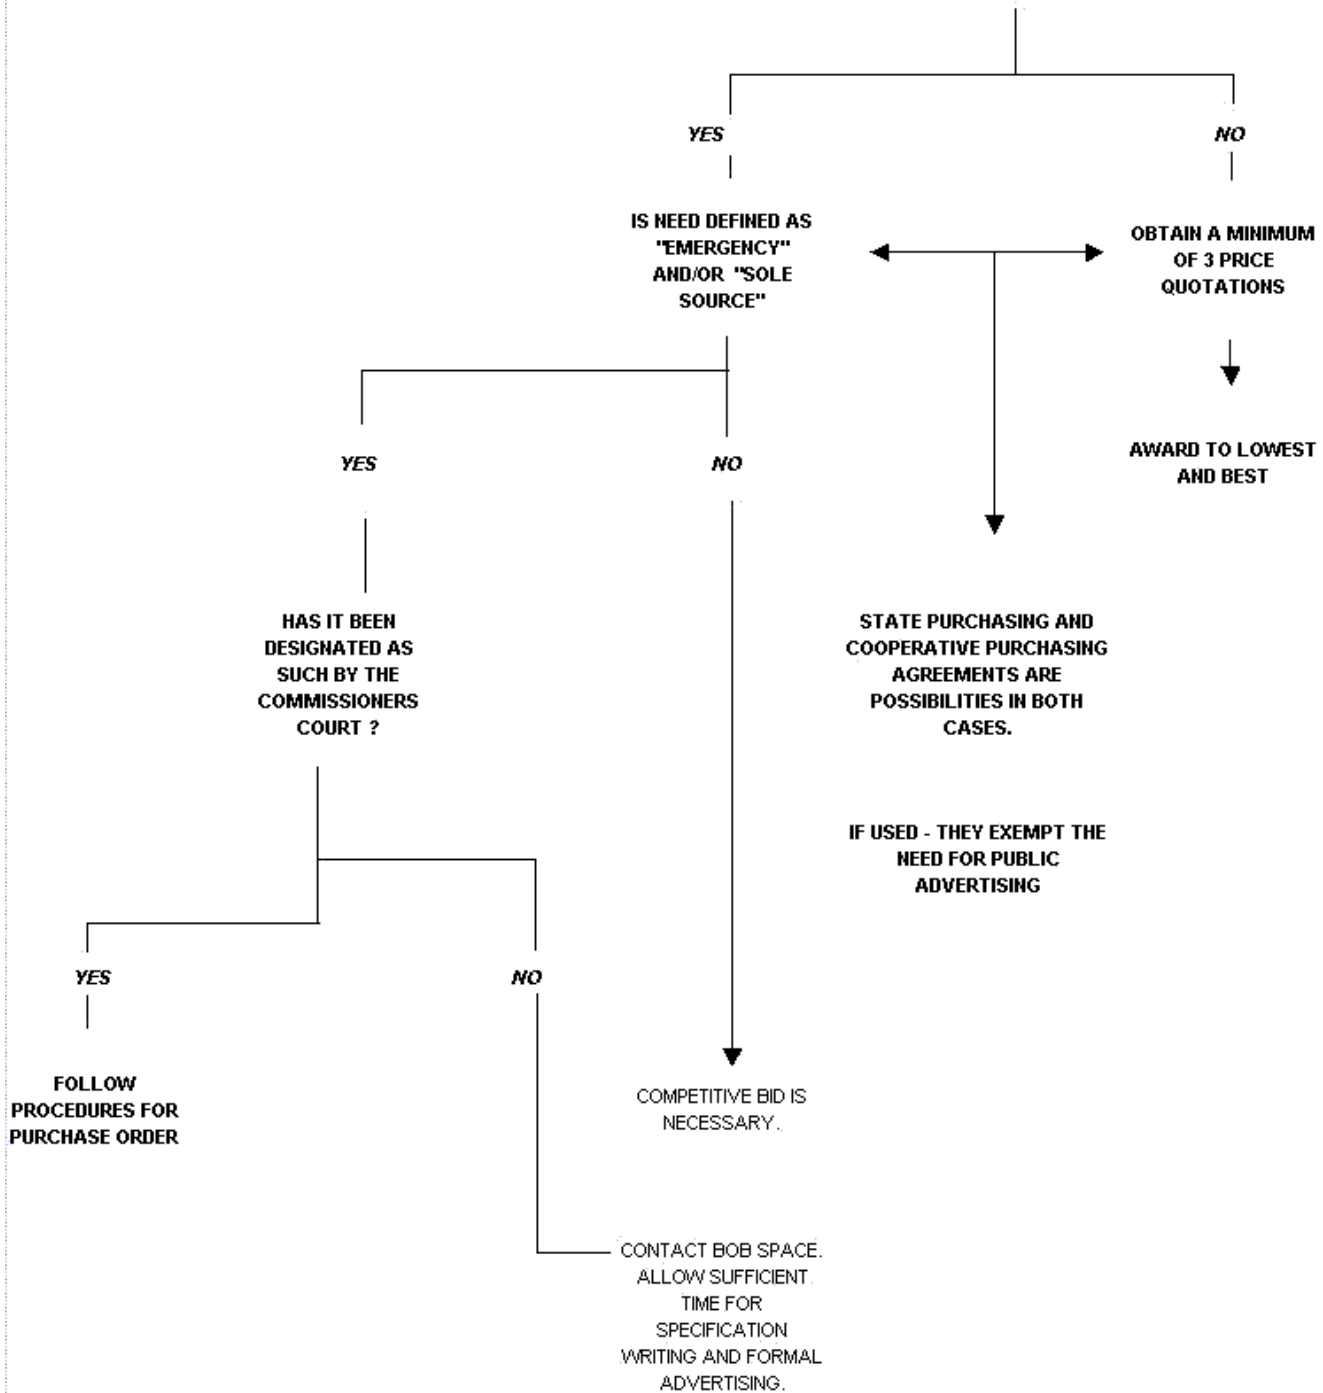 YES
NO
IS NEED DEFINED AS
"EMERGENCY"
AND/OR "SOLE
SOURCE"
OBTAIN A MINIMUM
OF 3 PRICE
QUOTATIONS
AWARD TO LOWEST
AND BEST
YES
NO
HAS IT BEEN
DESIGNATED AS
SUCH BY THE
COMMISSIONERS
COURT ?
STATE PURCHASING AND
COOPERATIVE PURCHASING
AGREEMENTS ARE
POSSIBILITIES IN BOTH
CASES.
IF USED - THEY EXEMPT THE
NEED FOR PUBLIC
ADVERTISING
YES
NO
FOLLOW
PROCEDURES FOR
PURCHASE ORDER
COMPETITIVE BID IS
NECESSARY.
CONTACT BOB SPACE.
ALLOW SUFFICIENT
TIME FOR
SPECIFICATION
WRITING AND FORMAL
ADVERTISING.